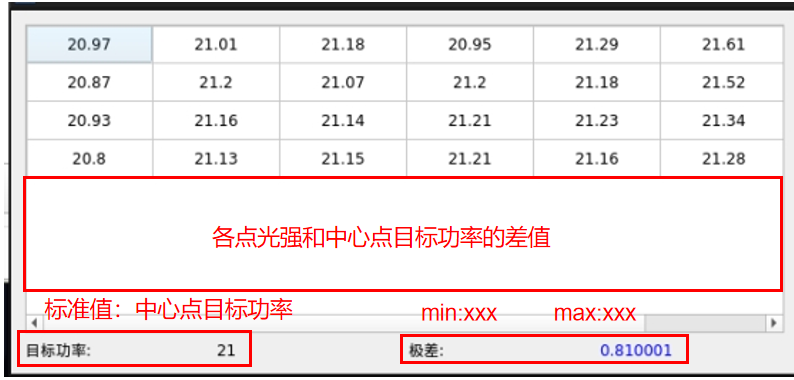 20.97 21.01 21.18 20.95 21.29 21.61
20.87 21.2 21.07 21.2 21.18 21.52
20.93 21.16 21.14 21.21 21.23 21.34
20.8 21.13 21.15 21.21 21.16 21.28
各点光强和中心点目标功率的差值
标准值：中心点目标功率 min:xxx max:xxx
目标功率: 21 极差: 0.810001